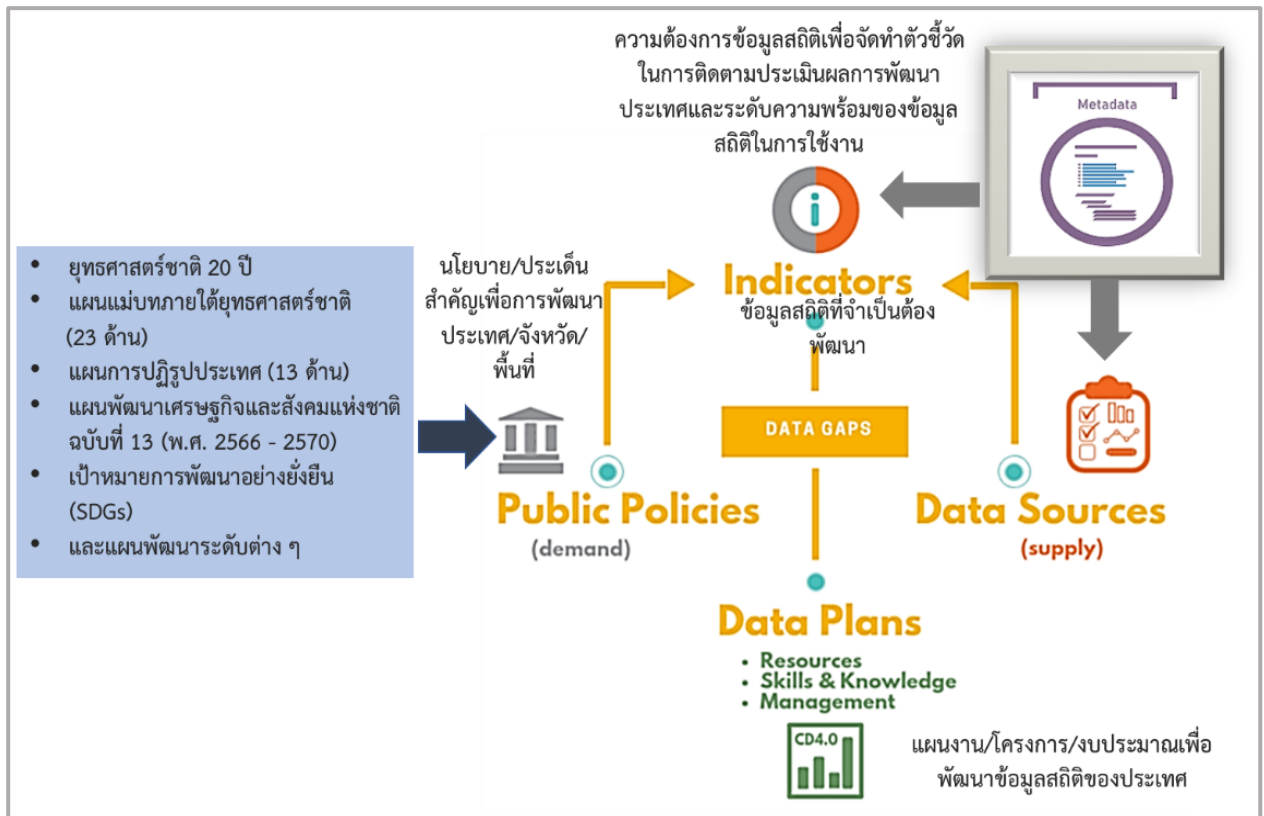 ความต้องการข้อมูลสถิติเพื่อจัดทำตัวชี้วัด
ในการติดตามประเมินผลการพัฒนา
ประเทศและระดับความพร้อมของข้อมูล
สถิติในการใช้งาน
Metadata
i
Indicators
ข้อมูลสถิติที่จำเป็นต้อง
พัฒนา
• ยุทธศาสตร์ชาติ 20 ปี
• แผนแม่บทภายใต้ยุทธศาสตร์ชาติ
(23 ด้าน)
• แผนการปฏิรูปประเทศ (13 ด้าน)
• แผนพัฒนาเศรษฐกิจและสังคมแห่งชาติ
ฉบับที่ 13 (พ.ศ. 2566 - 2570)
• เป้าหมายการพัฒนาอย่างยั่งยืน
(SDGs)
• และแผนพัฒนาระดับต่าง ๆ
นโยบาย/ประเด็น
สำคัญเพื่อการพัฒนา
ประเทศ/จังหวัด/
พื้นที่
DATA GAPS
Public Policies
(demand)
Data Sources
(supply)
Data Plans
• Resources
• Skills & Knowledge
• Management
CD4.0
แผนงาน/โครงการ/งบประมาณเพื่อ
พัฒนาข้อมูลสถิติของประเทศ